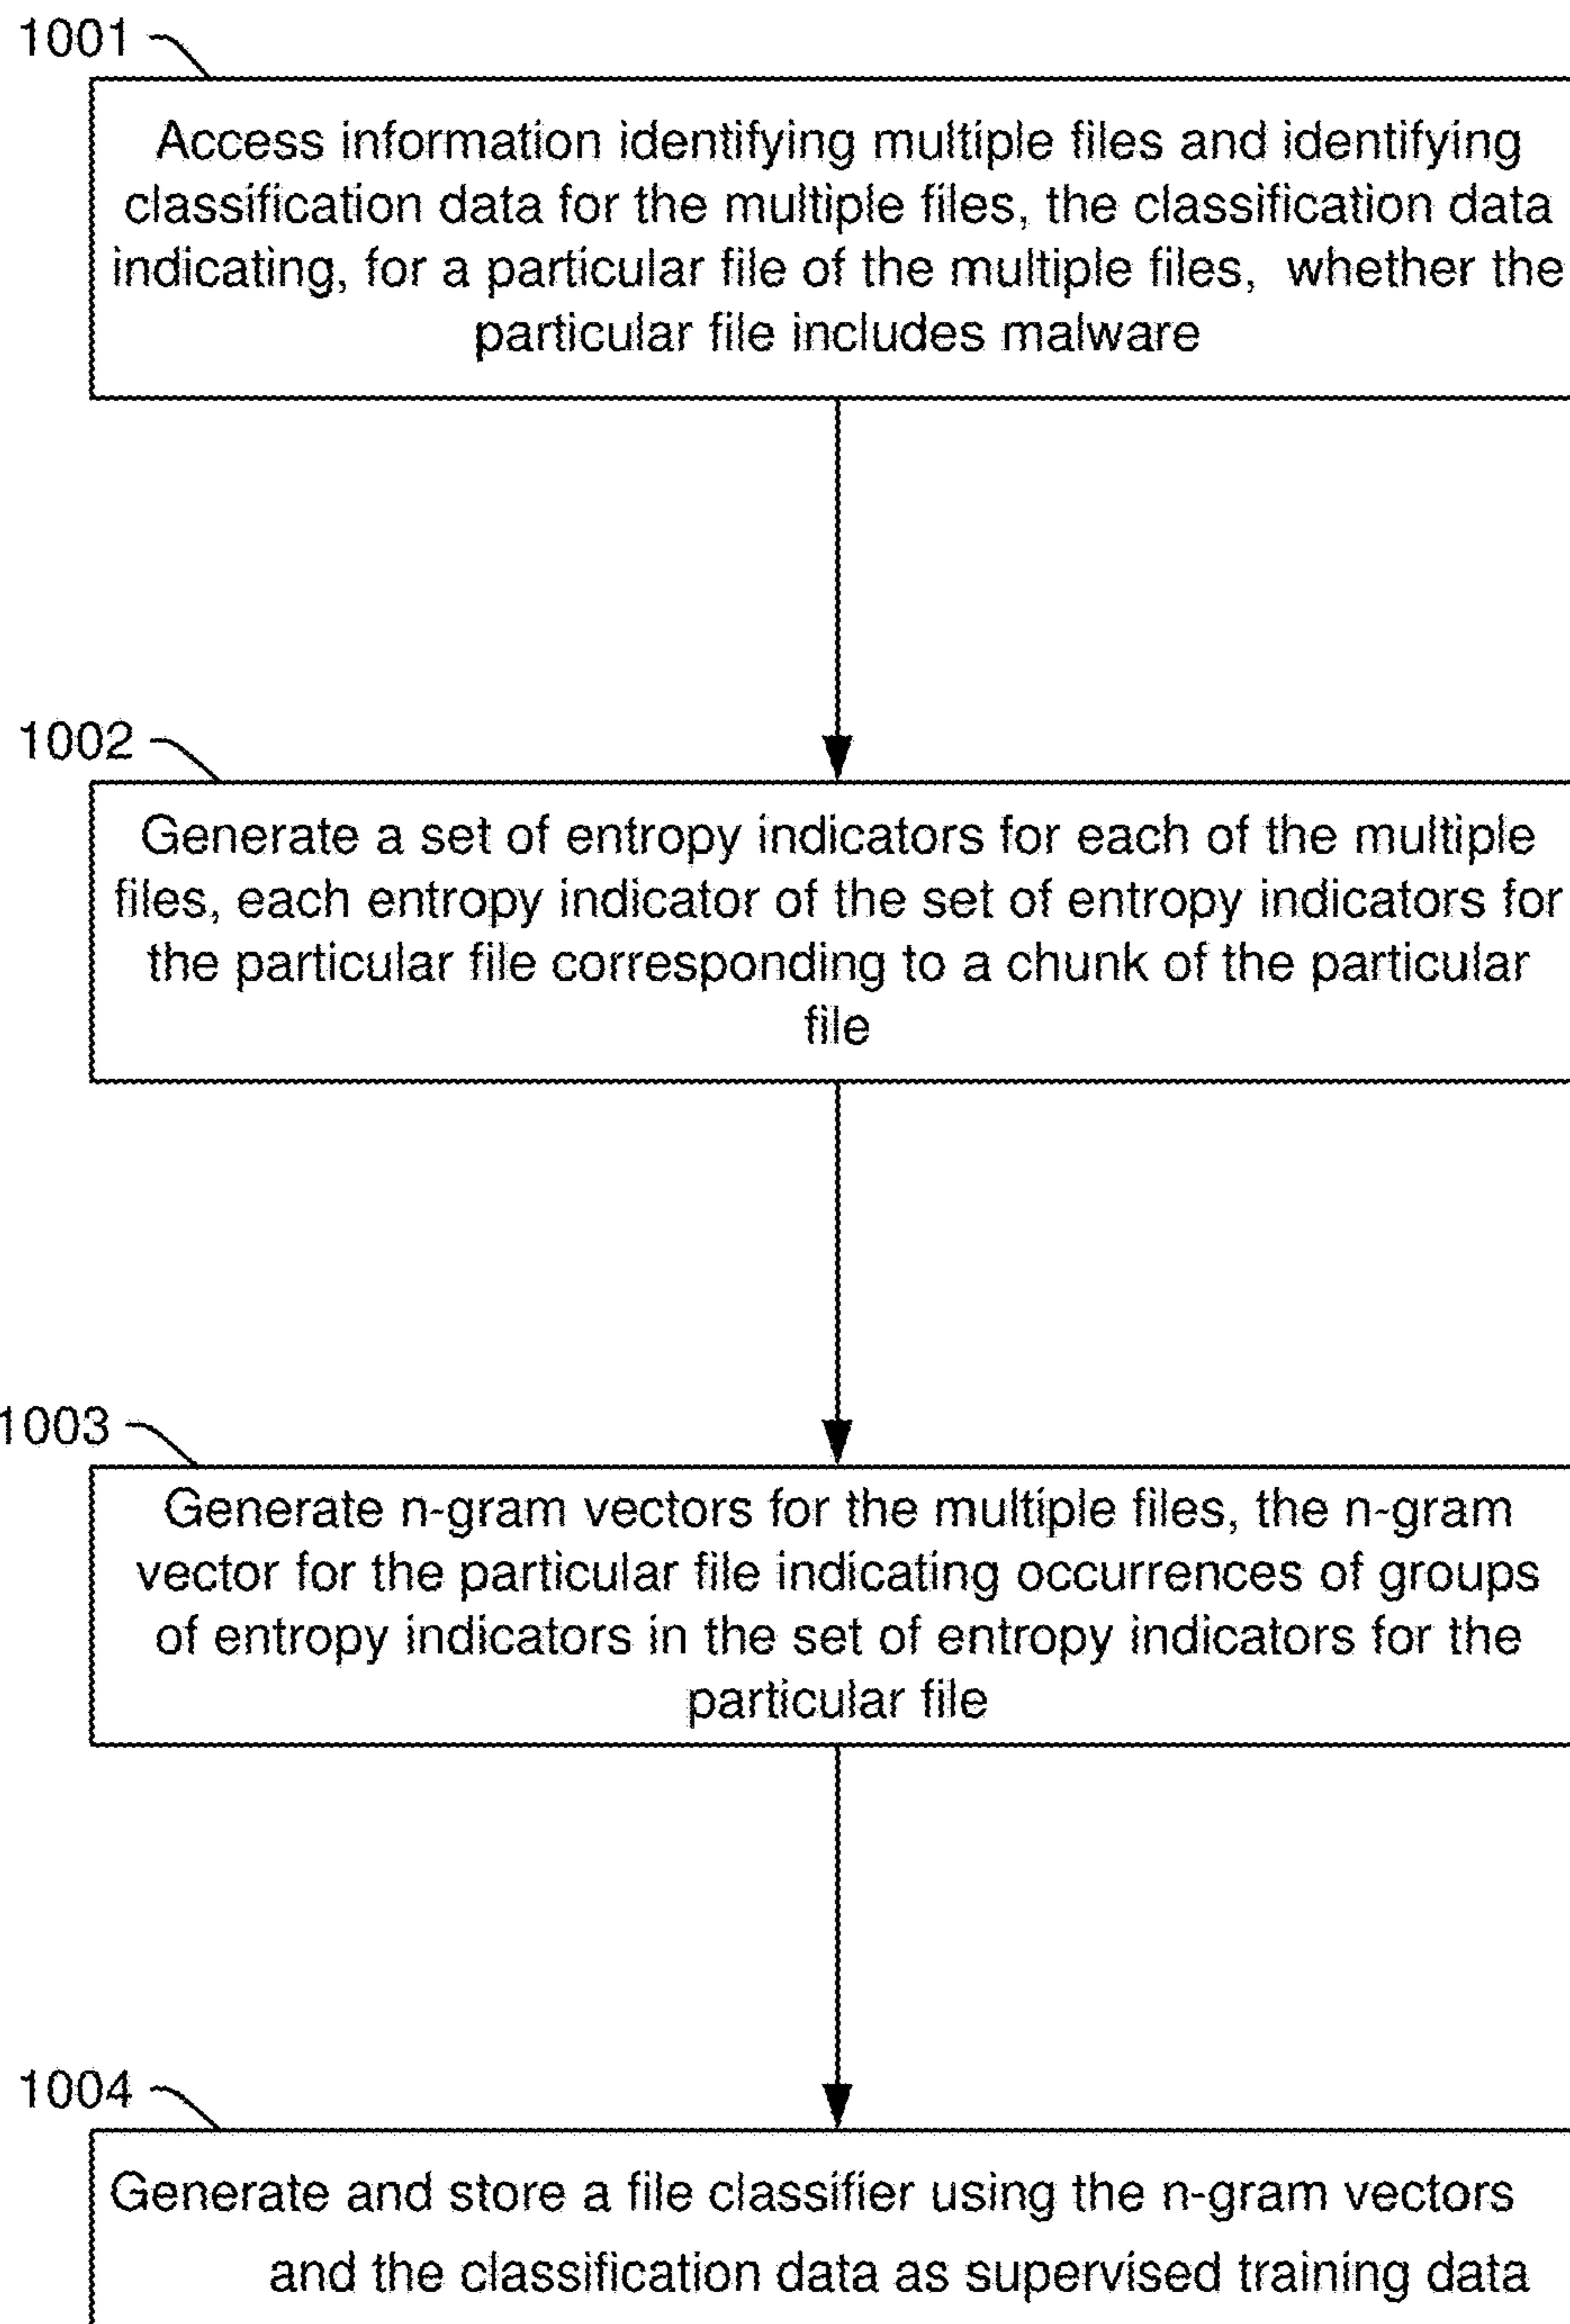 1001
Access information identifying multiple files and identifying
classification data for the multiple files, the classification data
indicating, for a particular file of the multiple files,  whether the
particular file includes malware
1002
Generate a set of entropy indicators for each of the multiple
files, each entropy indicator of the set of entropy indicators for
the particular file corresponding to a chunk of the particular
file
1003
Generate n-gram vectors for the multiple files, the n-gram
vector for the particular file indicating occurrences of groups
of entropy indicators in the set of entropy indicators for the
particular file
1004
Generate and store a file classifier using the n-gram vectors
and the classification data as supervised training data